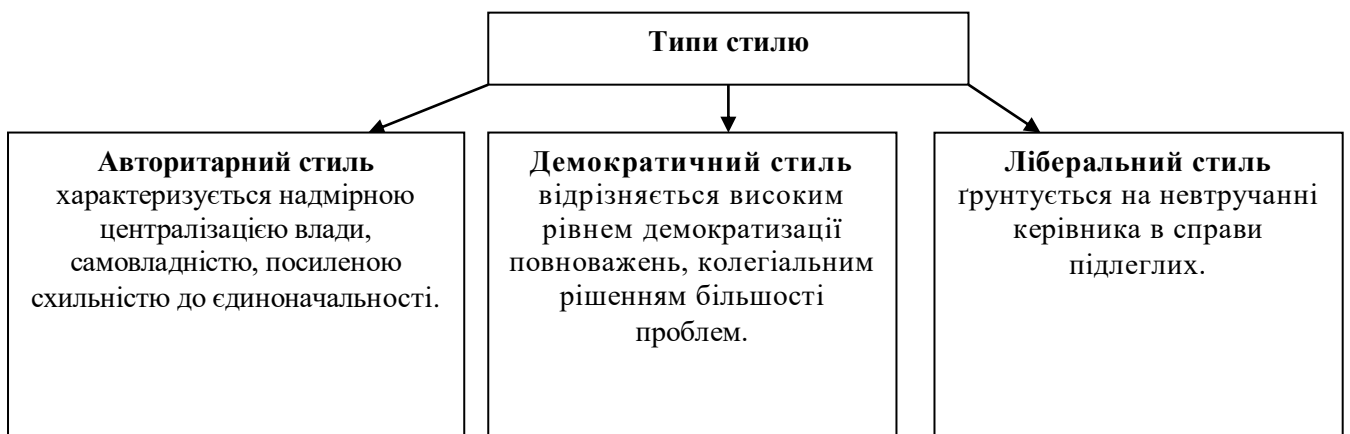 Типи стилю
Авторитарний стиль
характеризується надмірною
централізацією влади,
самовладністю, посиленою
схильністю до єдиноначальності.
Демократичний стиль
відрізняється високим
рівнем демократизації
повноважень, колегіальним
рішенням більшості
проблем.
Ліберальний стиль
ґрунтується на невтручанні
керівника в справи
підлеглих.